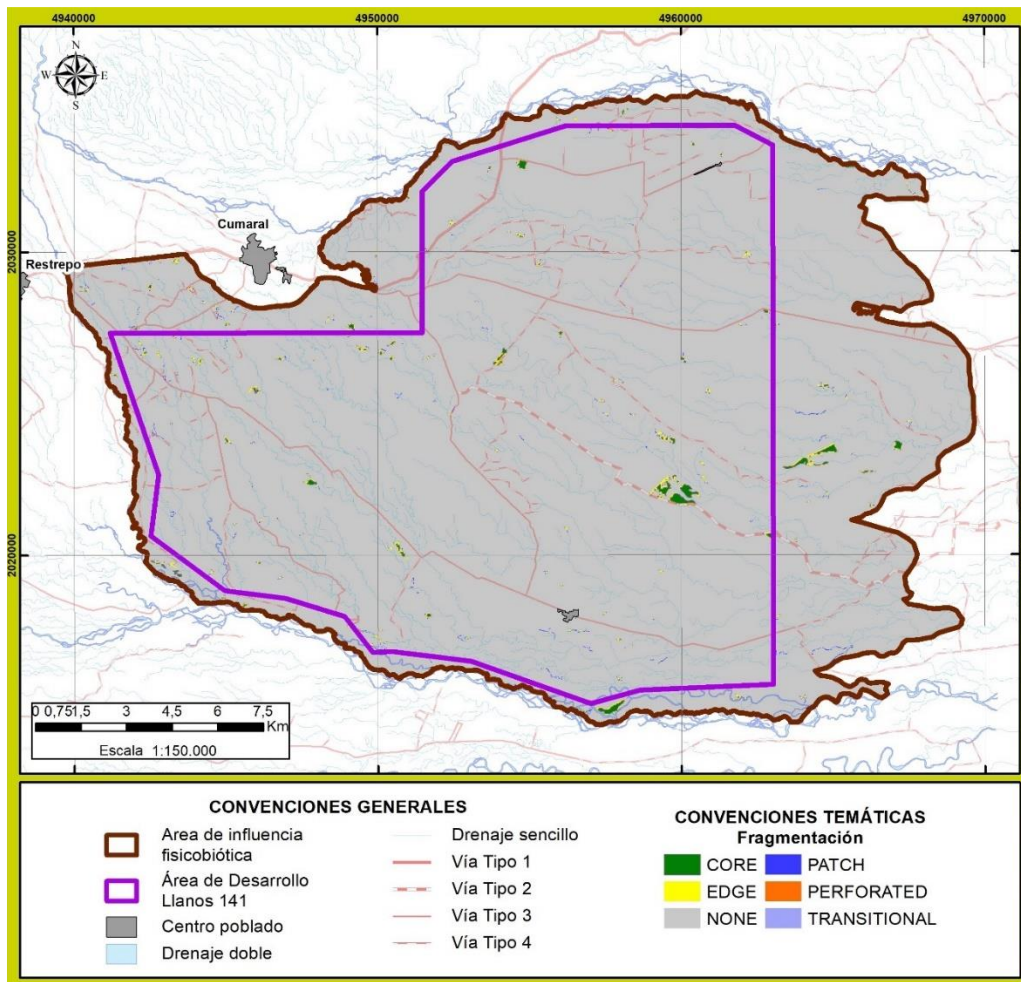 4940000 4950000 4960000 4970000
N
W E
S
Cumaral
Restrepo
2030000
2020000
0 0,75 1,5 3 4,5 6 7,5
Km
Escala 1:150.000
CONVENCIONES GENERALES
Area de influencia
fisicobiótica
Área de Desarrollo
Llanos 141
Centro poblado
Drenaje doble
Drenaje sencillo
Vía Tipo 1
Vía Tipo 2
Vía Tipo 3
Vía Tipo 4
CONVENCIONES TEMÁTICAS
Fragmentación
CORE PATCH
EDGE PERFORATED
NONE TRANSITIONAL